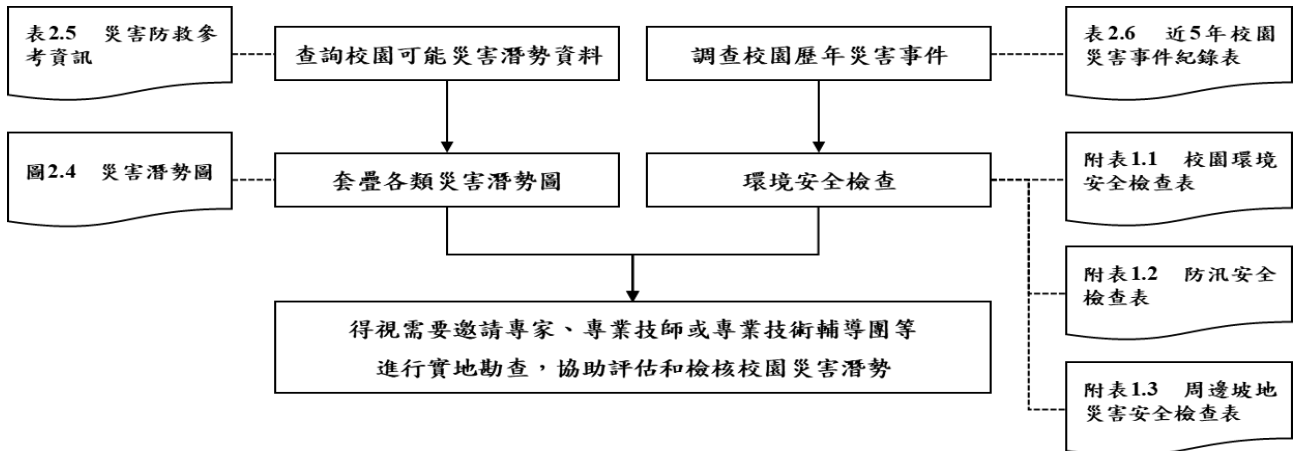 表2.5 災害防救參
考資訊
查詢校園可能災害潛勢資料
調查校園歷年災害事件
表2.6 近5年校園
災害事件紀錄表
圖2.4 災害潛勢圖
套疊各類災害潛勢圖
環境安全檢查
附表1.1 校園環境
安全檢查表
附表1.2 防汛安全
檢查表
得視需要邀請專家、專業技師或專業技術輔導團等
進行實地勘查，協助評估和檢核校園災害潛勢
附表1.3 周邊坡地
災害安全檢查表